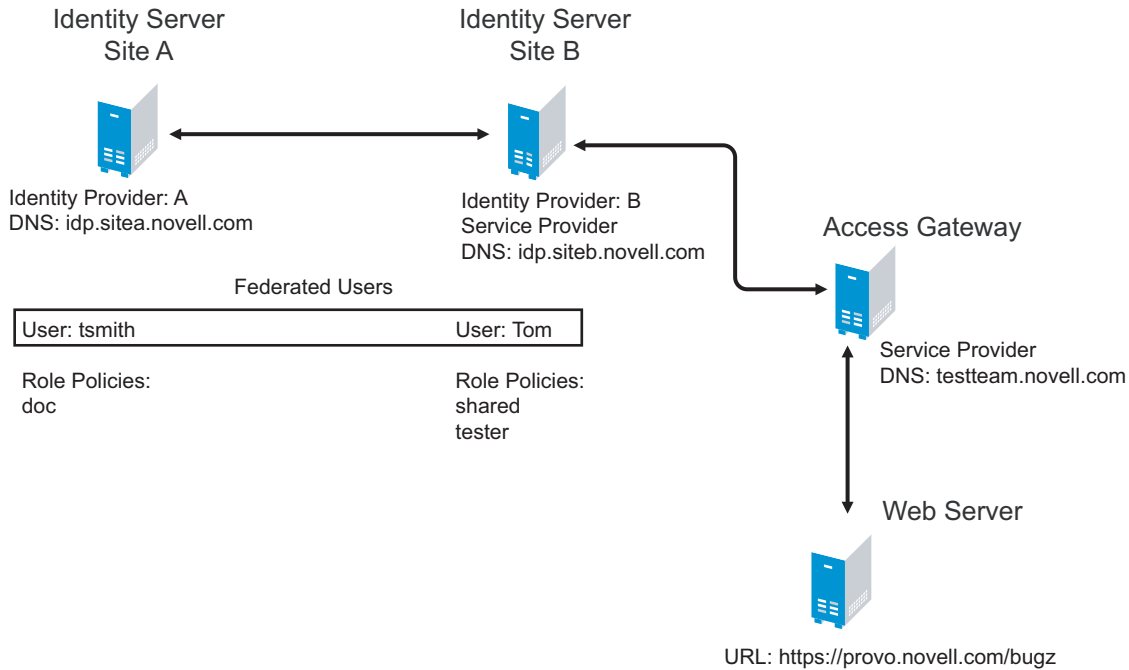 Identity Server
Site A
Identity Server
Site B
Identity Provider: A
DNS: idp.sitea.novell.com
Identity Provider: B
Service Provider
DNS: idp.siteb.novell.com
Access Gateway
Service Provider
DNS: testteam.novell.com
Federated Users
User: tsmith
User: Tom
Role Policies:
doc
Role Policies:
shared
tester
Web Server
URL: https://provo.novell.com/bugz